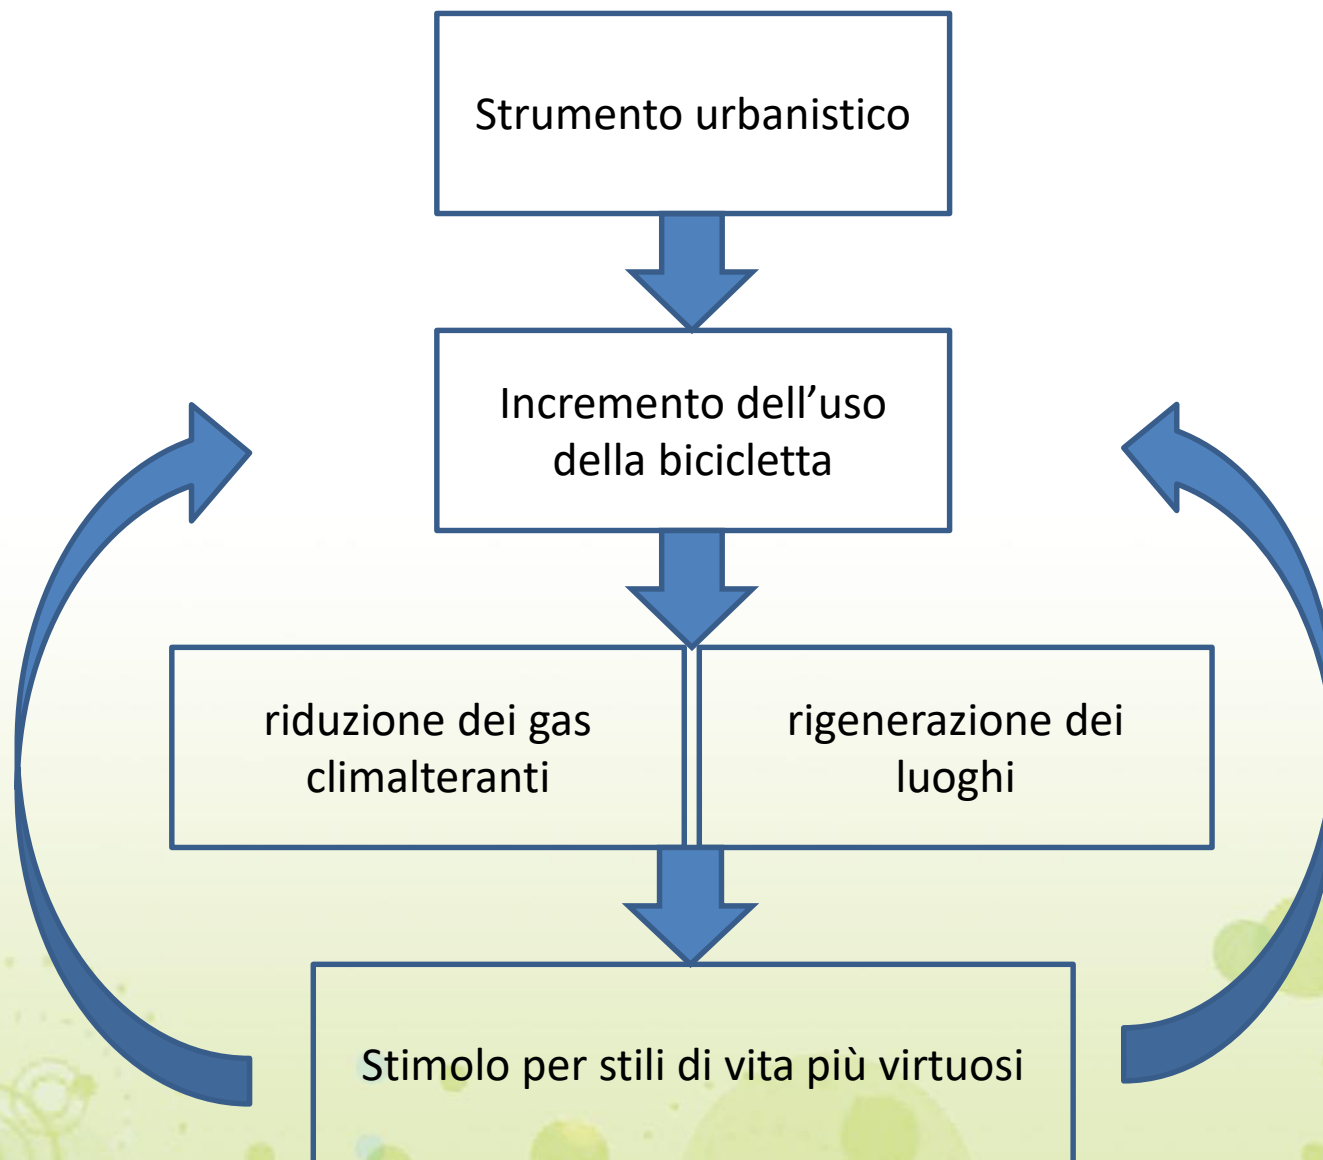 Strumento urbanistico
Incremento dell’uso
della bicicletta
riduzione dei gas
climalteranti
rigenerazione dei
luoghi
Stimolo per stili di vita più virtuosi